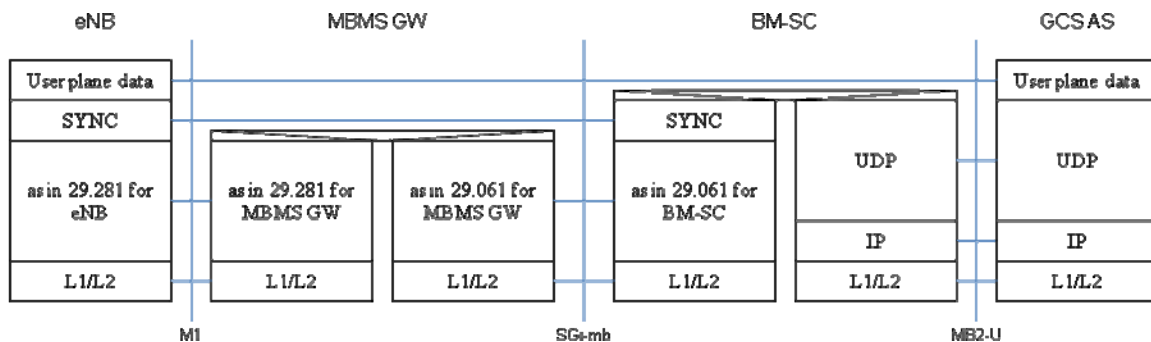 eNB MBMS GW BM-SC GCS AS
User plane data User plane data
SYNC SYNC
UDP UDP
as in 29.281 for eNB
as in 29.281 for MBMS GW
as in 29.061 for MBMS GW
as in 29.061 for BM-SC
IP IP
L1/L2 L1/L2 L1/L2 L1/L2 L1/L2 L1/L2
M1 SGi-mb MB2-U